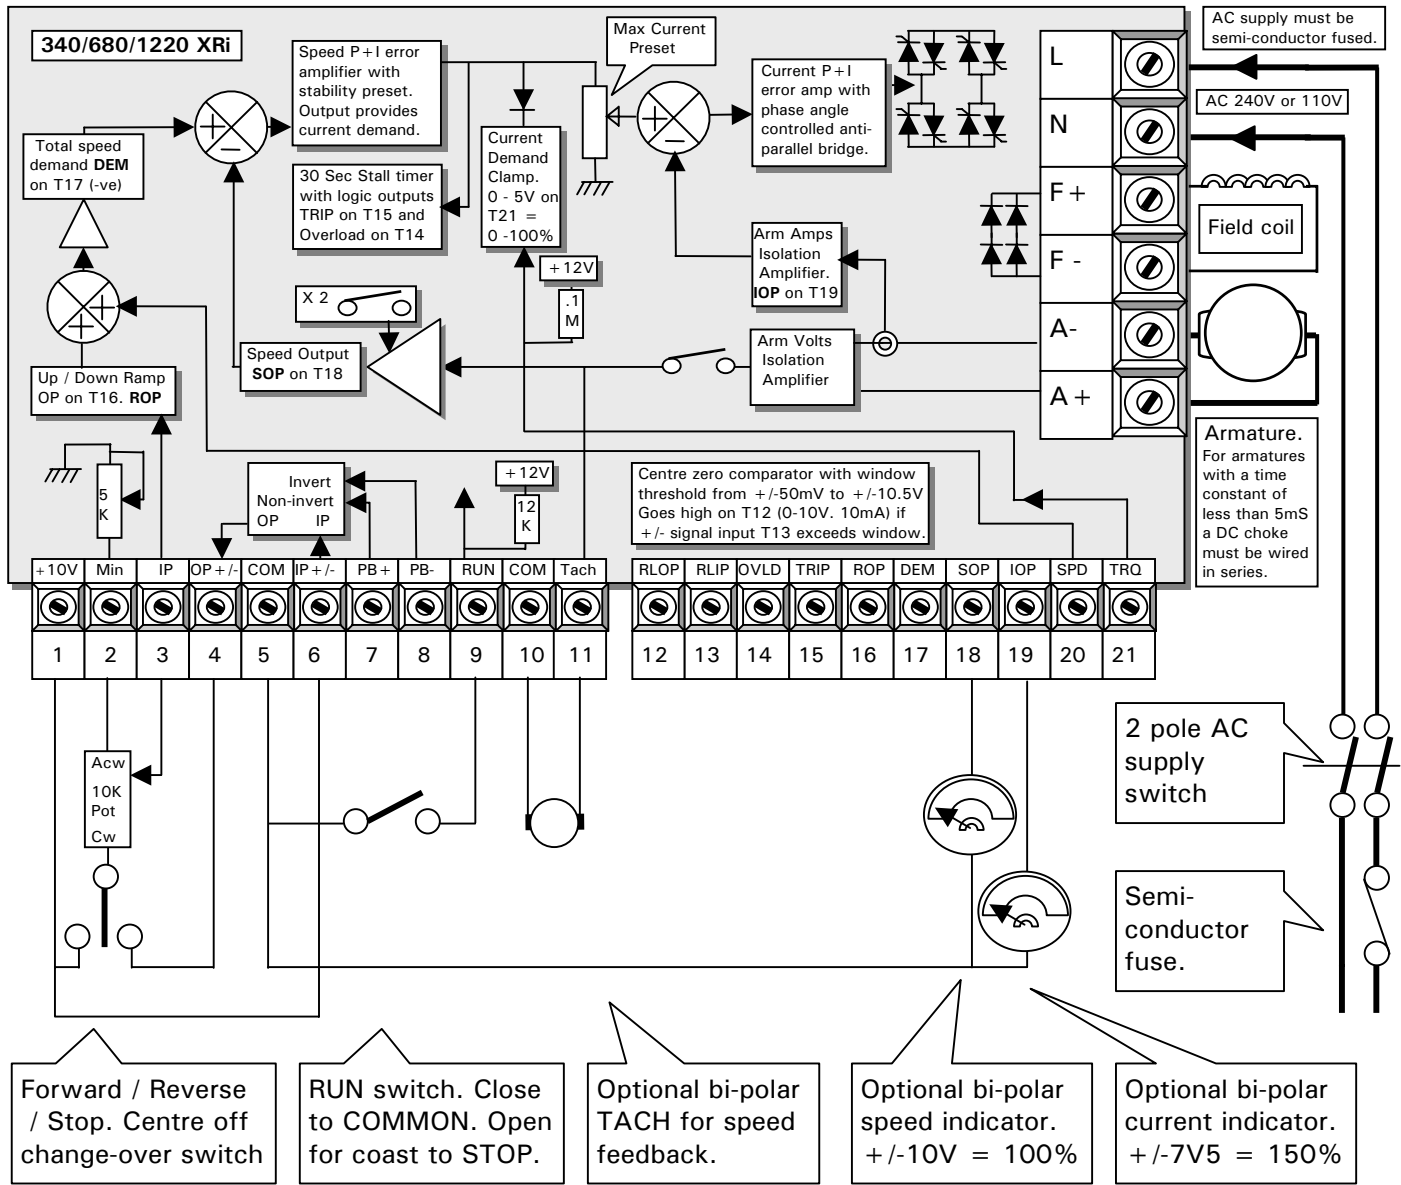 340/680/1220 XRi
Speed P+I error
amplifier with
stability preset.
Output provides
current demand.
Max Current
Preset
Current P+I
error amp with
phase angle
controlled anti-
parallel bridge.
AC supply must be
semi-conductor fused.
L
AC 240V or 110V
N
Total speed
demand DEM
on T17 (-ve)
+
-
+
-
Current
Demand
Clamp.
0 - 5V on
T21 =
0 -100%
30 Sec Stall timer
with logic outputs
TRIP on T15 and
Overload on T14
F+
Field coil
Arm Amps
Isolation
Amplifier.
IOP on T19
F -
+12V
.1
M
X 2
+
+
A-
Speed Output
SOP on T18
Arm Volts
Isolation
Amplifier
Up / Down Ramp
OP on T16. ROP
A+
Armature.
For armatures
with a time
constant of
less than 5mS
a DC choke
must be wired
in series.
5
K
Invert
Non-invert
OP IP
+12V
12
K
Centre zero comparator with window
threshold from +/-50mV to +/-10.5V
Goes high on T12 (0-10V. 10mA) if
+/- signal input T13 exceeds window.
+10V Min IP OP+/- COM IP+/- PB+ PB- RUN COM Tach RLOP RLIP OVLD TRIP ROP DEM SOP IOP SPD TRQ
1 2 3 4 5 6 7 8 9 10 11 12 13 14 15 16 17 18 19 20 21
Acw
10K
Pot
Cw
2 pole AC
supply
switch
Semi-
conductor
fuse.
Forward / Reverse
/ Stop. Centre off
change-over switch
RUN switch. Close
to COMMON. Open
for coast to STOP.
Optional bi-polar
TACH for speed
feedback.
Optional bi-polar
speed indicator.
+/-10V = 100%
Optional bi-polar
current indicator.
+/-7V5 = 150%